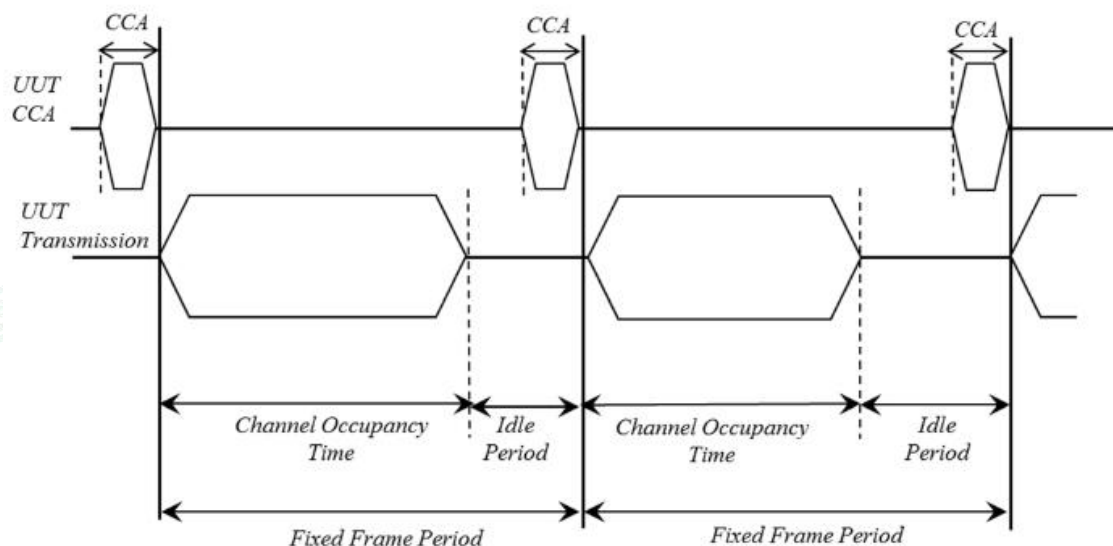 CCA
CCA
CCA
UUT
CCA
UUT
Transmission
Channel Occupancy
Time
Idle
Period
Channel Occupancy
Time
Idle
Period
Fixed Frame Period
Fixed Frame Period